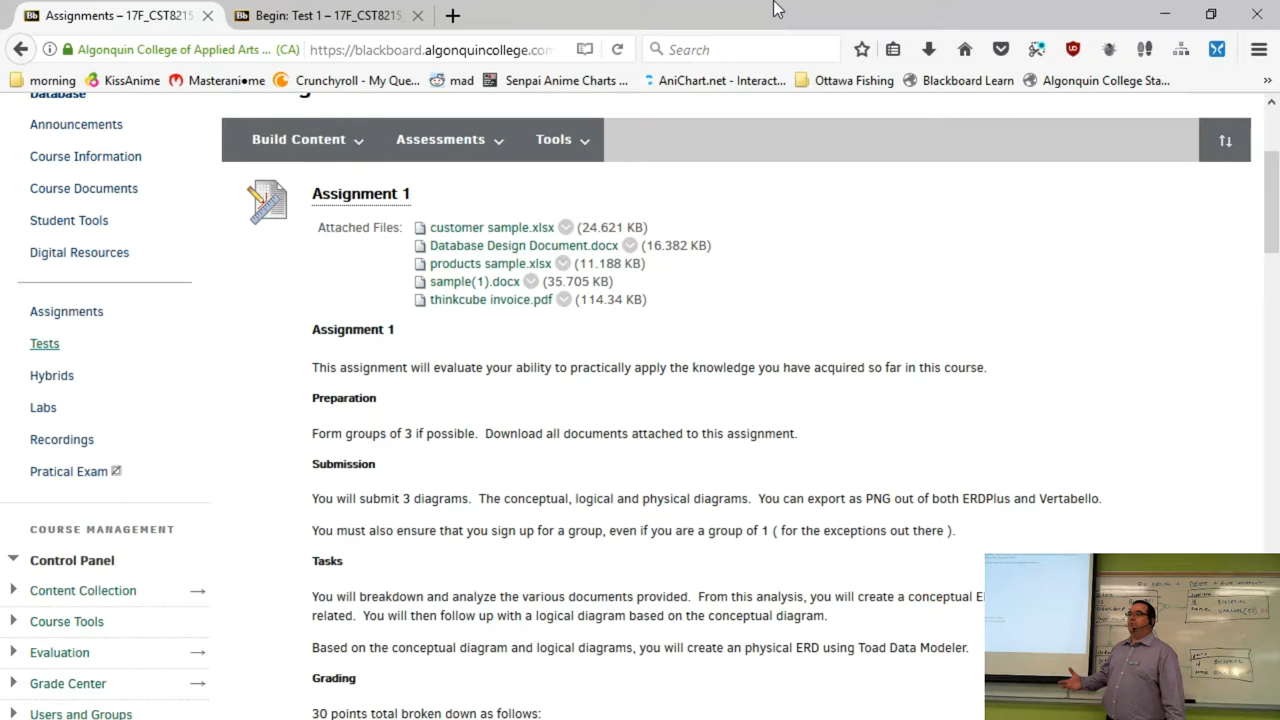 Assignments – 17F_CST8215
Begin: Test 1 – 17F_CST8215
Algonquin College of Applied Arts ... (CA)
https://blackboard.algonquincollege.com
Search
morning
KissAnime
Masterani●me
Crunchyroll - My Que...
mad
Senpai Anime Charts ...
AniChart.net - Interact...
Ottawa Fishing
Blackboard Learn
Algonquin College Sta...
»
Database
Announcements
Course Information
Course Documents
Student Tools
Digital Resources
Assignments
Tests
Hybrids
Labs
Recordings
Pratical Exam
COURSE MANAGEMENT
Control Panel
Content Collection
Course Tools
Evaluation
Grade Center
Users and Groups
Build Content
Assessments
Tools
Assignment 1
Attached Files:
customer sample.xlsx (24.621 KB)
Database Design Document.docx (16.382 KB)
products sample.xlsx (11.188 KB)
sample(1).docx (35.705 KB)
thinkcube invoice.pdf (114.34 KB)
Assignment 1
This assignment will evaluate your ability to practically apply the knowledge you have acquired so far in this course.
Preparation
Form groups of 3 if possible. Download all documents attached to this assignment.
Submission
You will submit 3 diagrams. The conceptual, logical and physical diagrams. You can export as PNG out of both ERDPlus and Vertabello.
You must also ensure that you sign up for a group, even if you are a group of 1 ( for the exceptions out there ).
Tasks
You will breakdown and analyze the various documents provided. From this analysis, you will create a conceptual E
related. You will then follow up with a logical diagram based on the conceptual diagram.
Based on the conceptual diagram and logical diagrams, you will create an physical ERD using Toad Data Modeler.
Grading
30 points total broken down as follows: